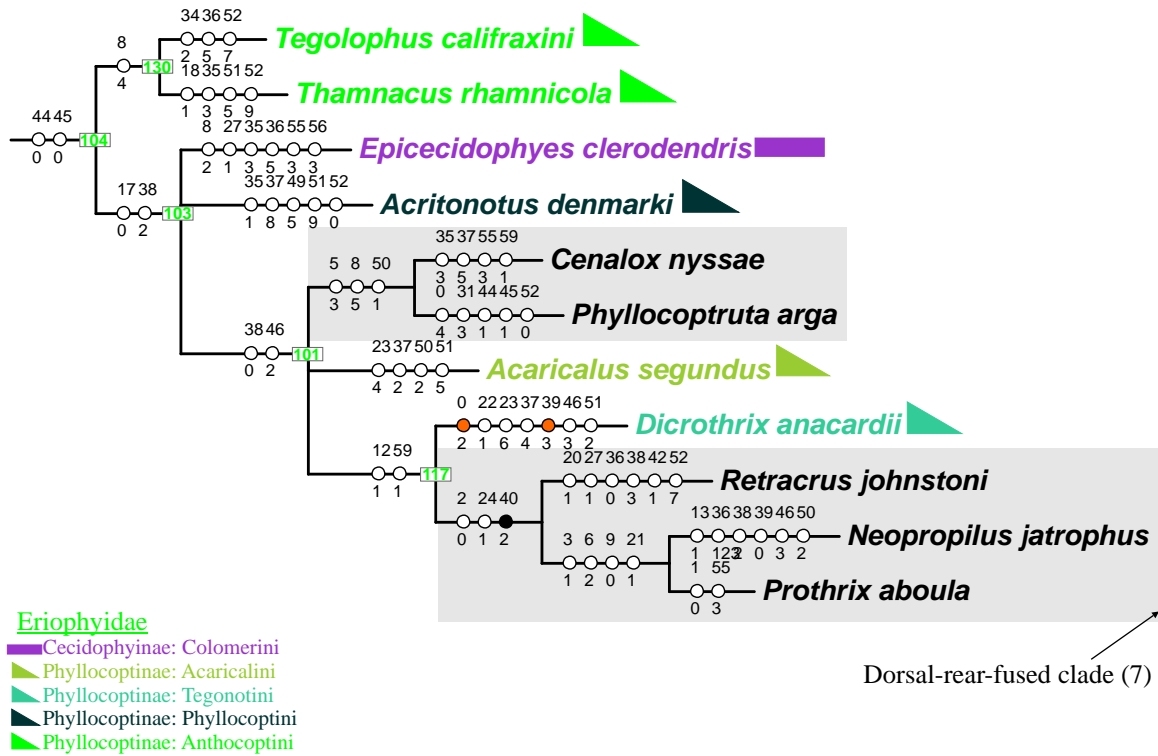 34 36 52
2 5 7
Tegolophus califraxini
8
4
130
18 35 51 52
1 3 5 9
Thamnacus rhamnicola
44 45
0 0
104
8 27 35 36 55 56
2 1 3 5 3 3
Epicecidophyes clerodendris
17 38
0 2
103
35 37 49 51 52
1 8 5 9 0
Acritonotus denmarki
35 37 55 59
3 5 3 1
Cenalox nyssae
5 8 50
3 5 1
0 31 44 45 52
4 3 1 1 0
Phyllocoptruta arga
38 46
0 2
101
23 37 50 51
4 2 2 5
Acaricalus segundus
0 22 23 37 39 46 51
2 1 6 4 3 3 2
Dicrothrix anacardii
12 59
1 1
117
20 27 36 38 42 52
1 1 0 3 1 7
Retracrus johnstoni
2 24 40
0 1 2
13 36 38 39 46 50
1 123 2 0 3 2
Neopropilus jatrophus
3 6 9 21
1 2 0 1
1 55
0 3
Prothrix aboula
Eriophyidae
Cecidophyinae: Colomerini
Phyllocoptinae: Acaricalini
Phyllocoptinae: Tegonotini
Phyllocoptinae: Phyllocoptini
Phyllocoptinae: Anthocoptini
Dorsal-rear-fused clade (7)